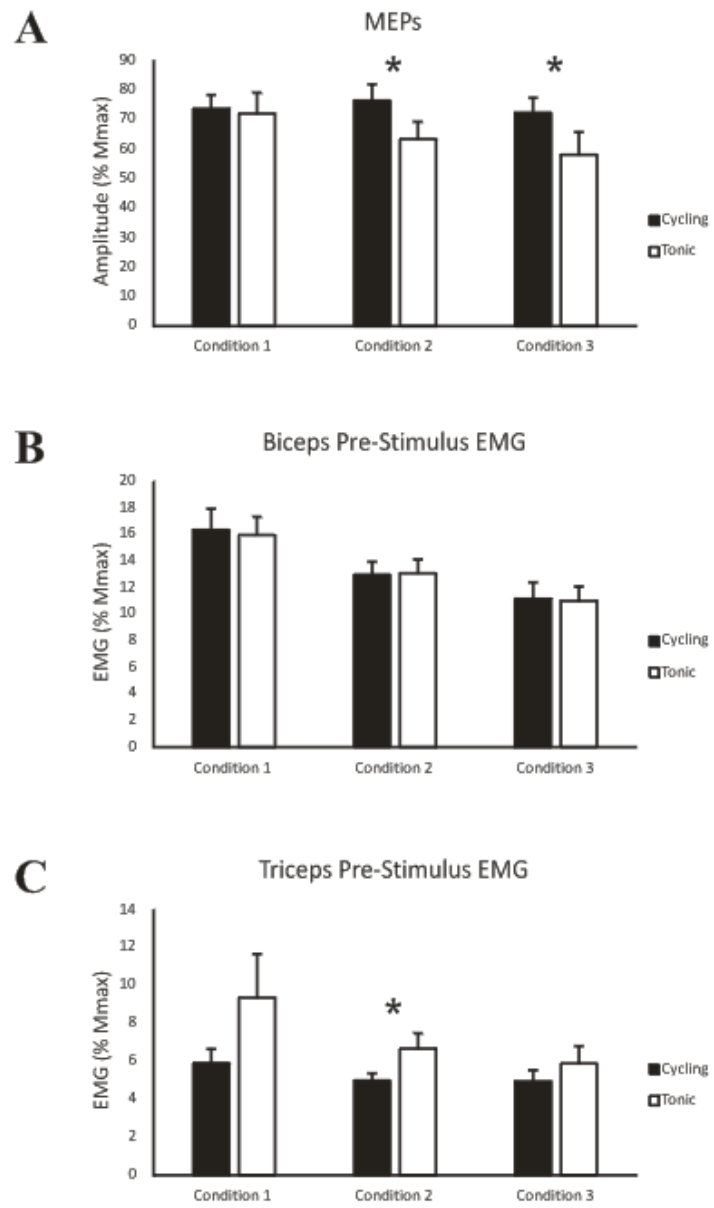 A
MEPs
Amplitude (% Mmax)
90
80
70
60
50
40
30
20
10
0
*
*
Condition 1
Condition 2
Condition 3
Cycling
Tonic
B
Biceps Pre-Stimulus EMG
EMG (% Mmax)
20
18
16
14
12
10
8
6
4
2
0
Condition 1
Condition 2
Condition 3
Cycling
Tonic
C
Triceps Pre-Stimulus EMG
EMG (% Mmax)
14
12
10
8
6
4
2
0
*
Condition 1
Condition 2
Condition 3
Cycling
Tonic